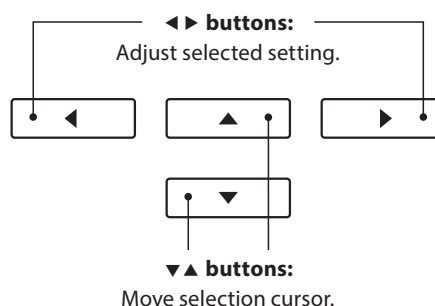 ◀ ▶ buttons:
Adjust selected setting.
◀
▲
▶
▼
▼▲ buttons:
Move selection cursor.